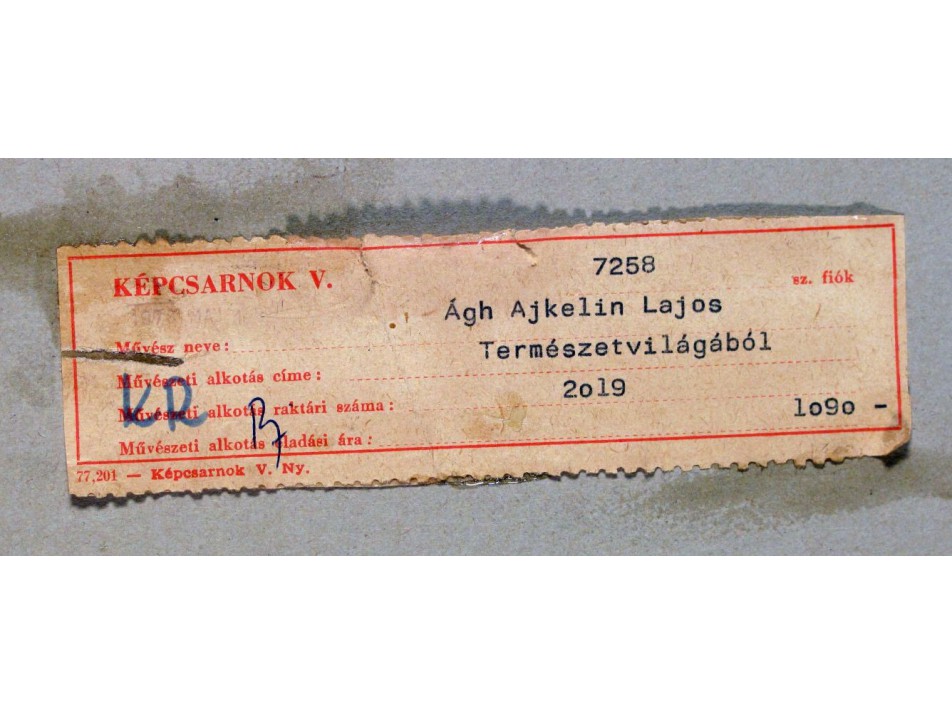 KÉPCSARNOK V. 7258 sz. fiók
Ágh Ajkelin Lajos
Művész neve:
Természetvilágából
Művészeti alkotás címe:
2o19
Művészeti alkotás raktári száma:
lo9o -
Művészeti alkotás eladási ára:
77,201 — Képcsarnok V. Ny.
KR